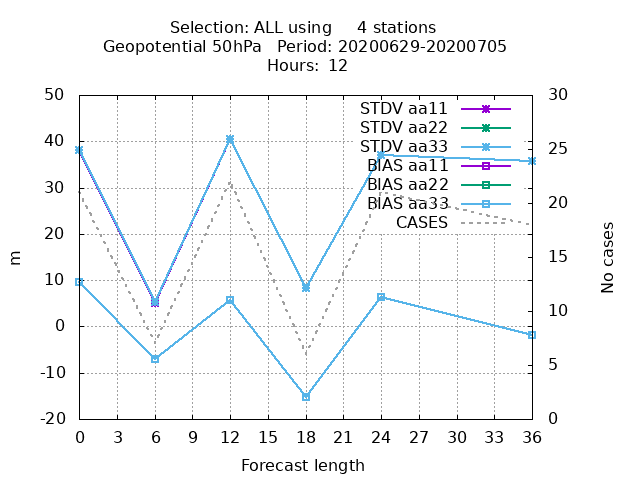 Selection: ALL using     4 stations
Geopotential 50hPa   Period: 20200629-20200705
Hours:  12
50
40
30
20
10
0
-10
-20
m
30
25
20
15
10
5
0
No cases
STDV aa11
STDV aa22
STDV aa33
BIAS aa11
BIAS aa22
BIAS aa33
CASES
0 3 6 9 12 15 18 21 24 27 30 33 36
Forecast length